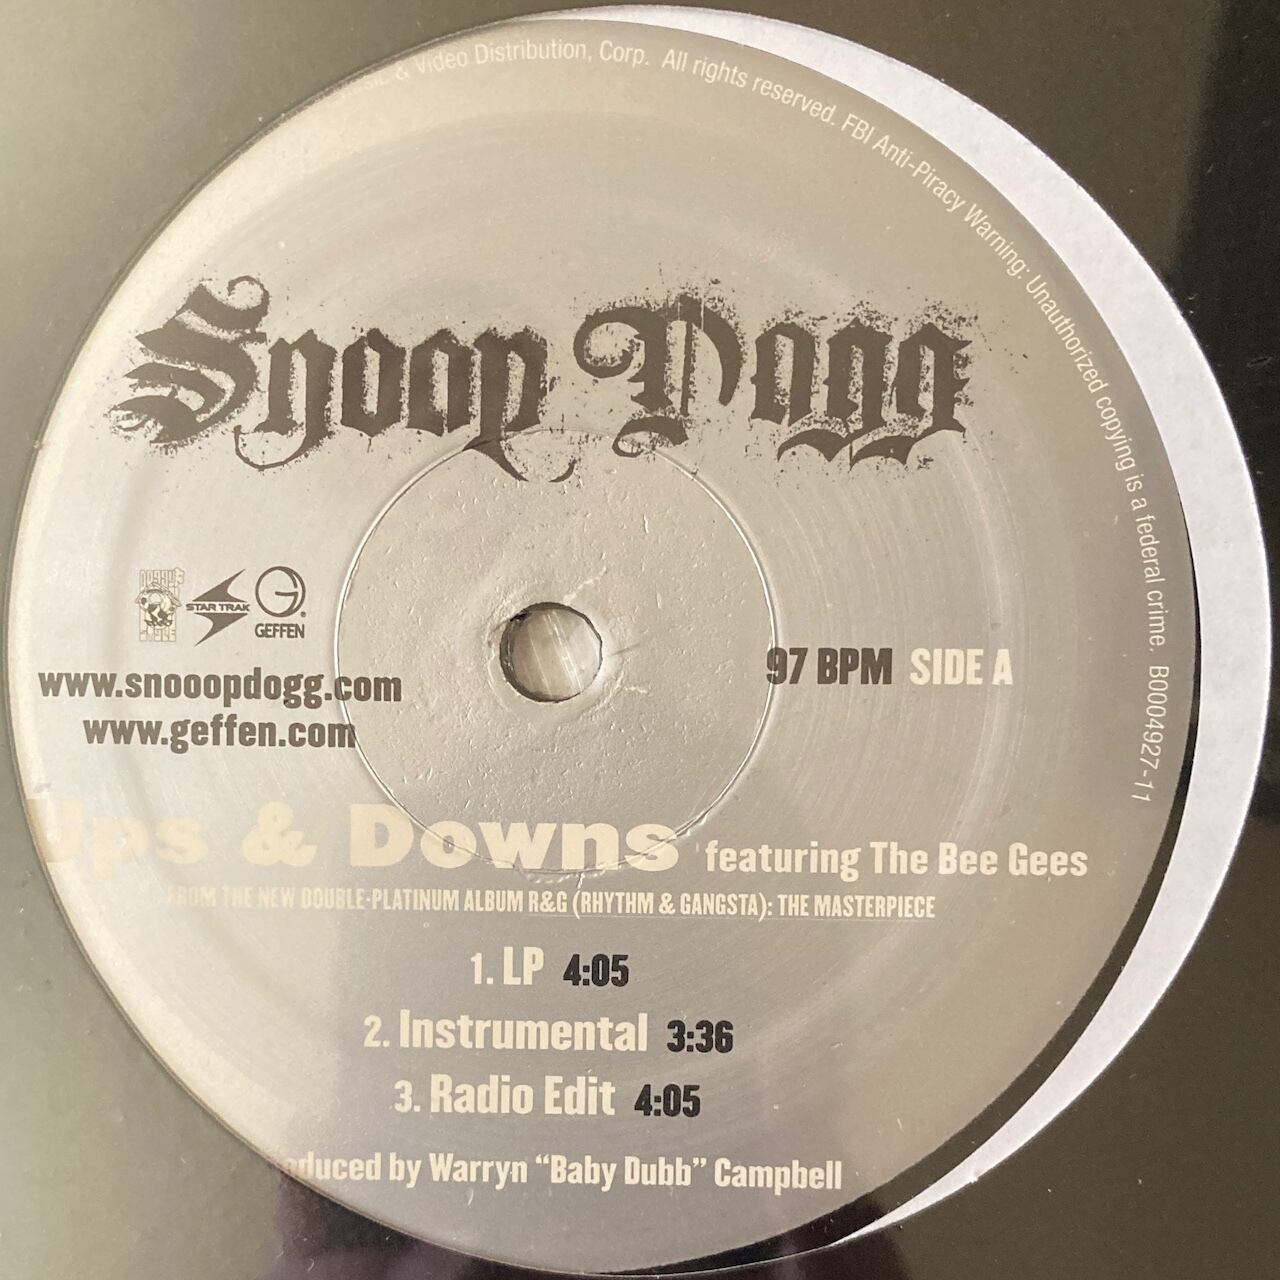 Music & Video Distribution, Corp. All rights reserved. FBI Anti-Piracy Warning: Unauthorized copying is a federal crime. B0004927-11
Snoop Dogg
STAR TRAK
GEFFEN
97 BPM SIDE A
www.snooopdogg.com
www.geffen.com
Ups & Downs featuring The Bee Gees
FROM THE NEW DOUBLE-PLATINUM ALBUM R&G (RHYTHM & GANGSTA): THE MASTERPIECE
1. LP 4:05
2. Instrumental 3:36
3. Radio Edit 4:05
Produced by Warryn “Baby Dubb” Campbell